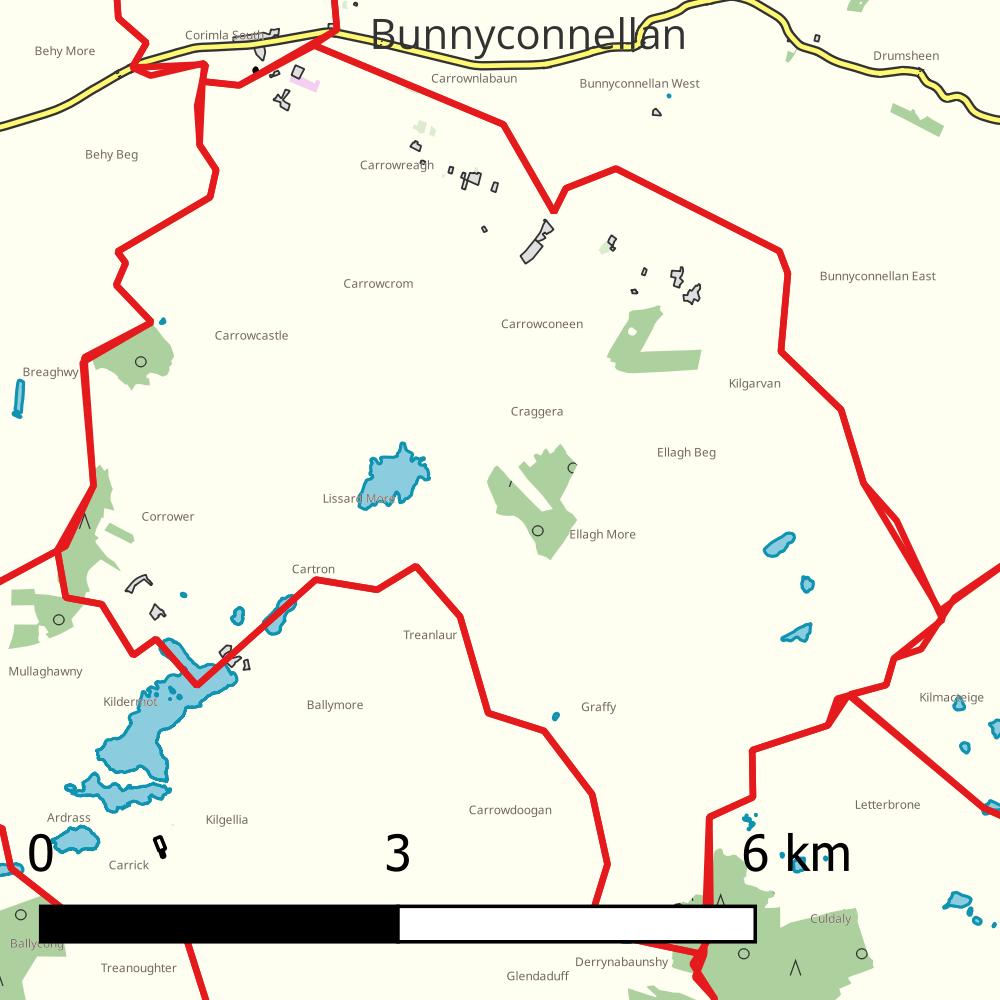 Bunnyconnellan
Corimla South
Behy More
Drumsheen
Carrownlabaun
Bunnyconnellan West
Behy Beg
Carrowreagh
Bunnyconnellan East
Carrowcrom
Carrowconeen
Carrowcastle
Breaghwy
Kilgarvan
Craggera
Ellagh Beg
Lissard More
Corrower
Ellagh More
Cartron
Treanlaur
Mullaghawny
Kildermot
Ballymore
Graffy
Kilmacteige
Letterbrone
Carrowdoogan
Ardrass
Kilgellia
0 3 6 km
Carrick
Culdaly
Ballycong
Treanoughter
Derrynabaunshy
Glendaduff